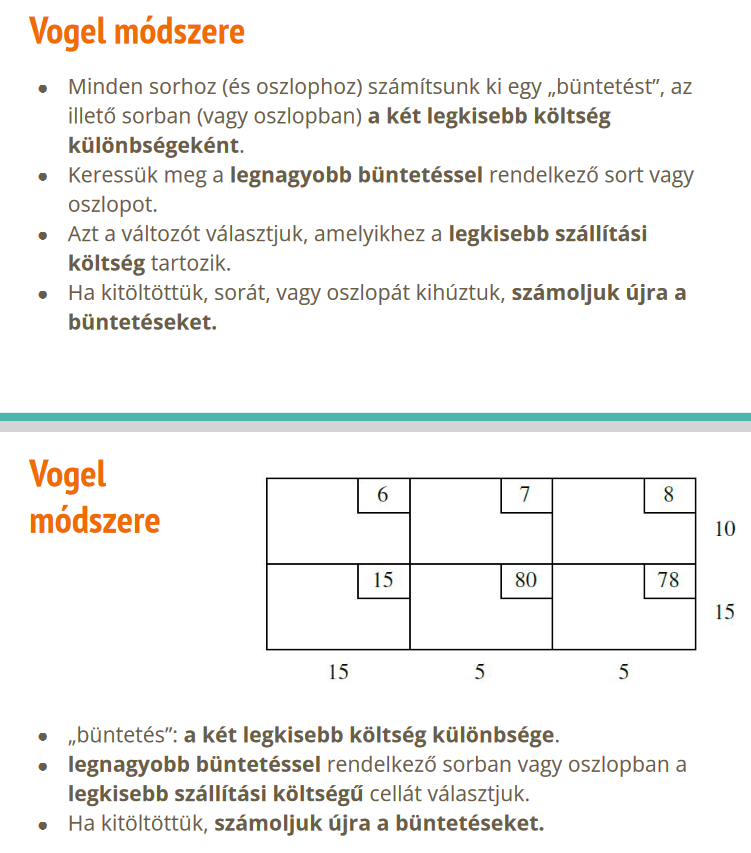 Vogel módszere
• Minden sorhoz (és oszlophoz) számítsunk ki egy „büntetést”, az
illető sorban (vagy oszlopban) a két legkisebb költség
különbségeként.
• Keressük meg a legnagyobb büntetéssel rendelkező sort vagy
oszlopot.
• Azt a változót választjuk, amelyikhez a legkisebb szállítási
költség tartozik.
• Ha kitöltöttük, sorát, vagy oszlopát kihúztuk, számoljuk újra a
büntetéseket.
Vogel
módszere
6 7 8
10
15 80 78
15
15 5 5
• „büntetés”: a két legkisebb költség különbsége.
• legnagyobb büntetéssel rendelkező sorban vagy oszlopban a
legkisebb szállítási költségű cellát választjuk.
• Ha kitöltöttük, számoljuk újra a büntetéseket.